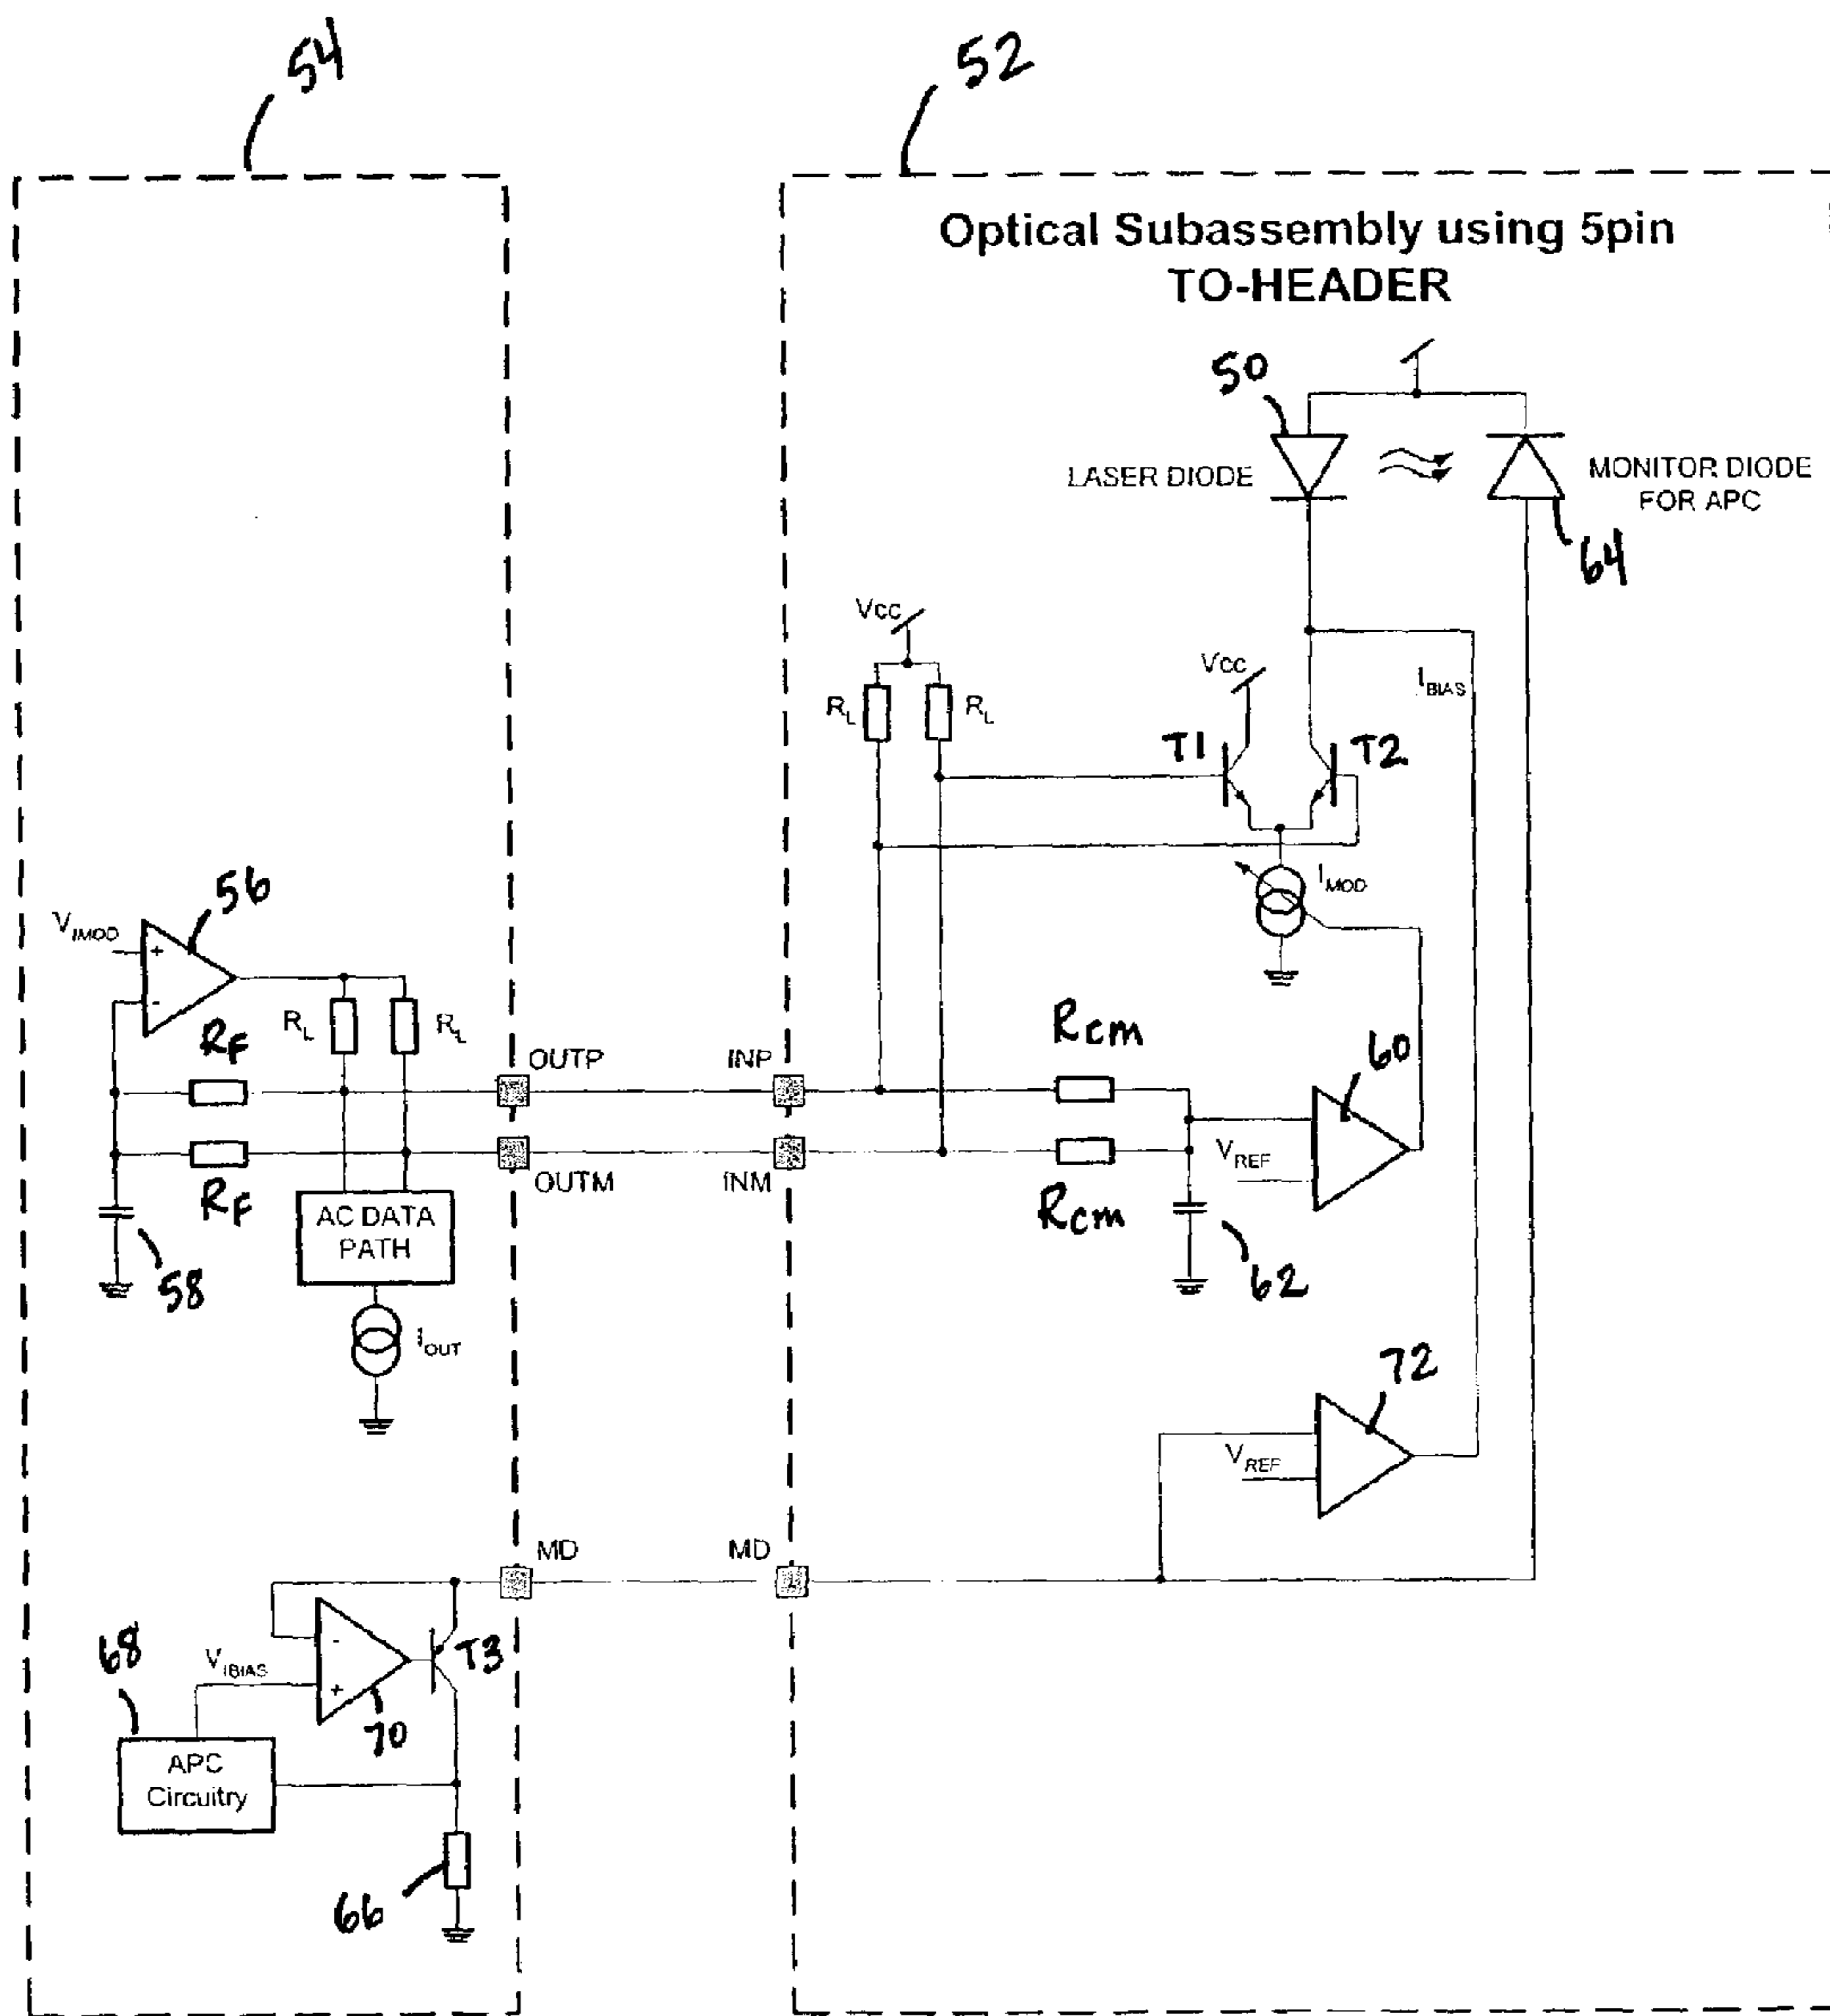 54
52
Optical Subassembly using 5pin
TO-HEADER
50
LASER DIODE
MONITOR DIODE
FOR APC
64
Vcc
Vcc
IBIAS
RL
RL
T1
T2
IMOD
56
VIMOD
+
-
RL
RL
RF
OUTP
INP
Rcm
60
VREF
RF
OUTM
INM
Rcm
AC DATA
PATH
58
62
IOUT
72
VREF
MD
MD
68
VIBIAS
-
+
T3
70
APC
Circuitry
66